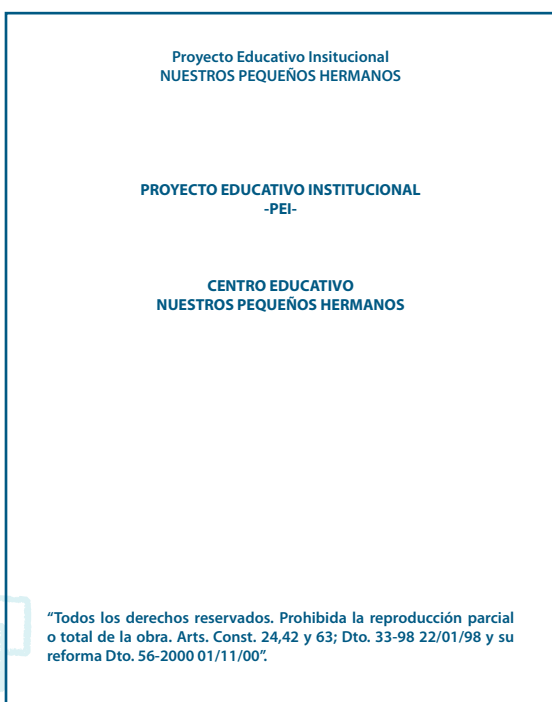 Proyecto Educativo Insitucional
NUESTROS PEQUEÑOS HERMANOS
PROYECTO EDUCATIVO INSTITUCIONAL
-PEI-
CENTRO EDUCATIVO
NUESTROS PEQUEÑOS HERMANOS
“Todos los derechos reservados. Prohibida la reproducción parcial
o total de la obra. Arts. Const. 24,42 y 63; Dto. 33-98 22/01/98 y su
reforma Dto. 56-2000 01/11/00”.